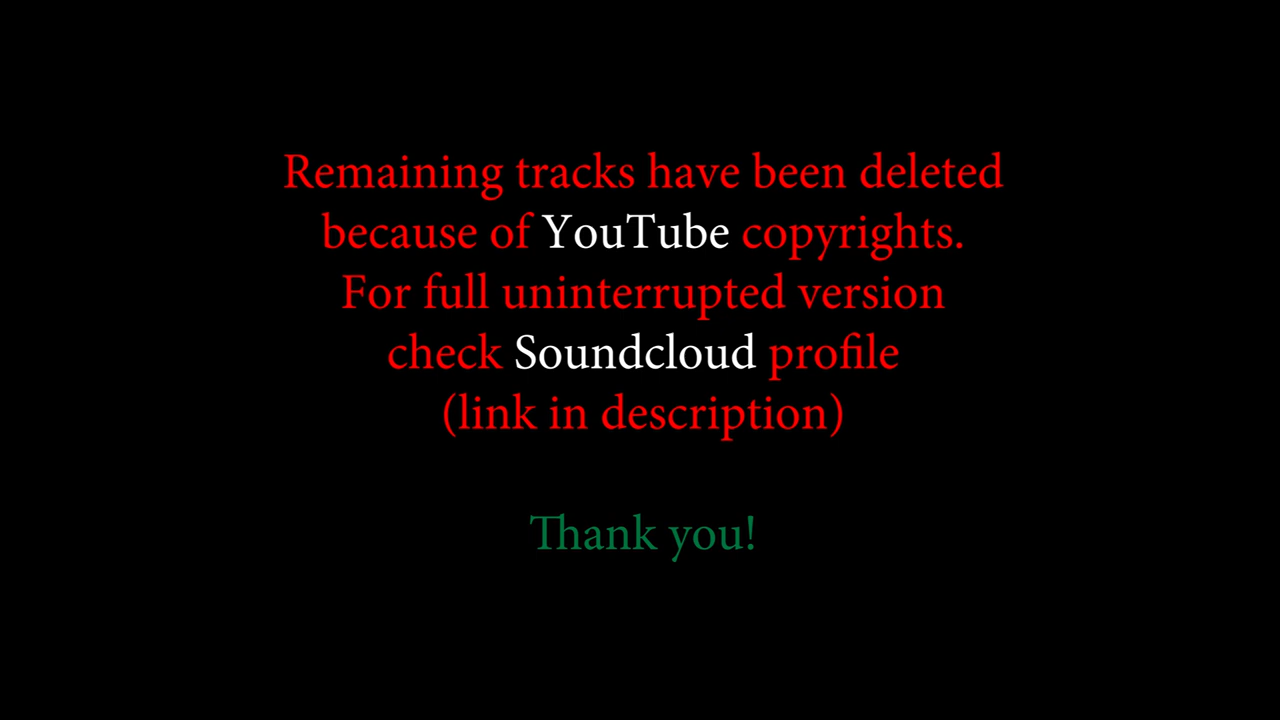 Remaining tracks have been deleted
because of YouTube copyrights.
For full uninterrupted version
check Soundcloud profile
(link in description)
Thank you!